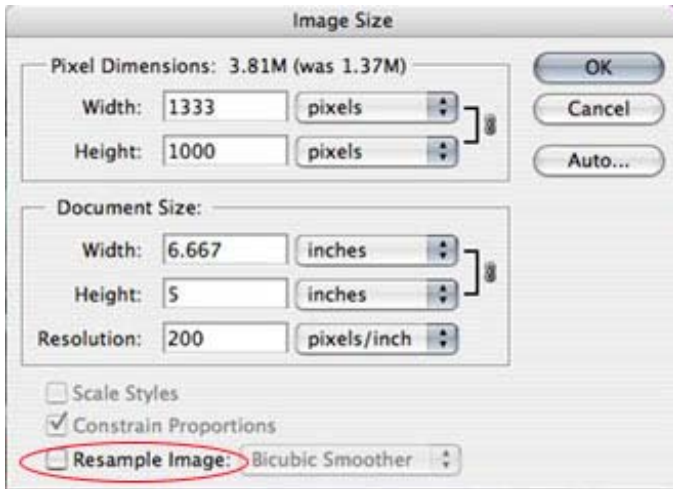 Image Size
Pixel Dimensions: 3.81M (was 1.37M)
OK
Width: 1333 pixels
Cancel
Height: 1000 pixels
Auto...
Document Size:
Width: 6.667 inches
Height: 5 inches
Resolution: 200 pixels/inch
Scale Styles
Constrain Proportions
Resample Image: Bicubic Smoother